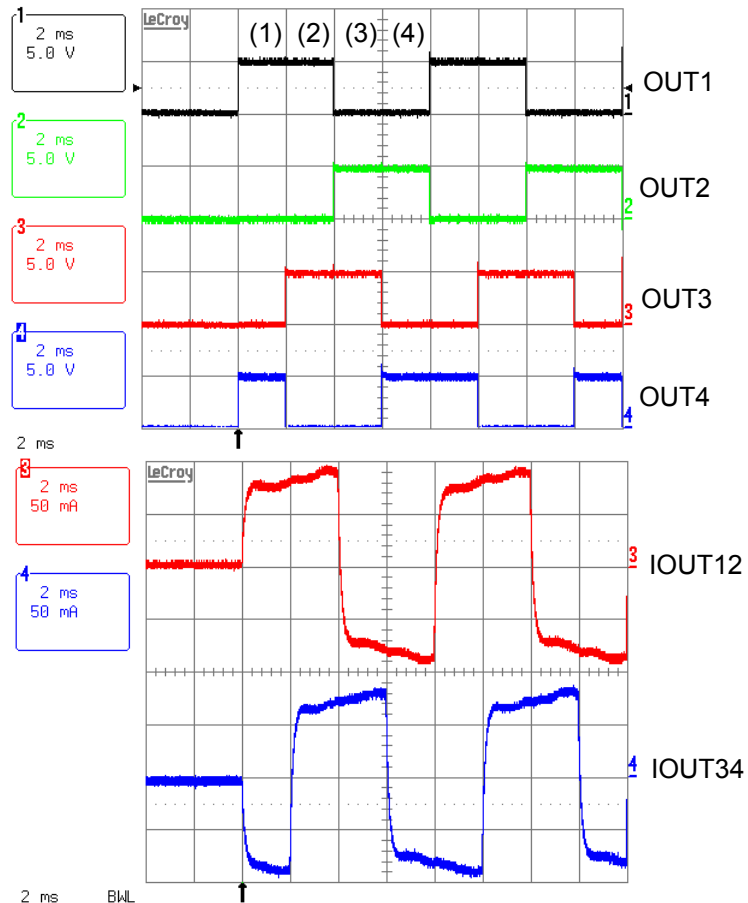 1
2 ms
5.0 V
LeCroy
(1) (2) (3) (4)
1
OUT1
2
2 ms
5.0 V
2
OUT2
3
2 ms
5.0 V
3
OUT3
4
2 ms
5.0 V
4
OUT4
2 ms
3
2 ms
50 mA
LeCroy
3
IOUT12
4
2 ms
50 mA
4
IOUT34
2 ms BWL